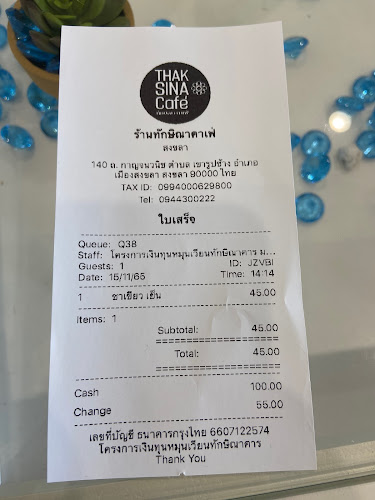 THAK
SINA
Café
ร้านทักษิณาคาเฟ่
สงขลา
140 ถ. กาญจนวนิช ตำบล เขารูปช้าง อำเภอ
เมืองสงขลา สงขลา 90000 ไทย
TAX ID: 0994000629800
Tel: 0944300222
ใบเสร็จ
Queue: Q38
Staff: โครงการเงินทุนหมุนเวียนทักษิณาคาร ม...
Guests: 1 ID: JZVBI
Date: 15/11/65 Time: 14:14
1 ชาเขียว เย็น 45.00
Items: 1
Subtotal: 45.00
Total: 45.00
Cash 100.00
Change 55.00
เลขที่บัญชี ธนาคารกรุงไทย 6607122574
โครงการเงินทุนหมุนเวียนทักษิณาคาร
Thank You